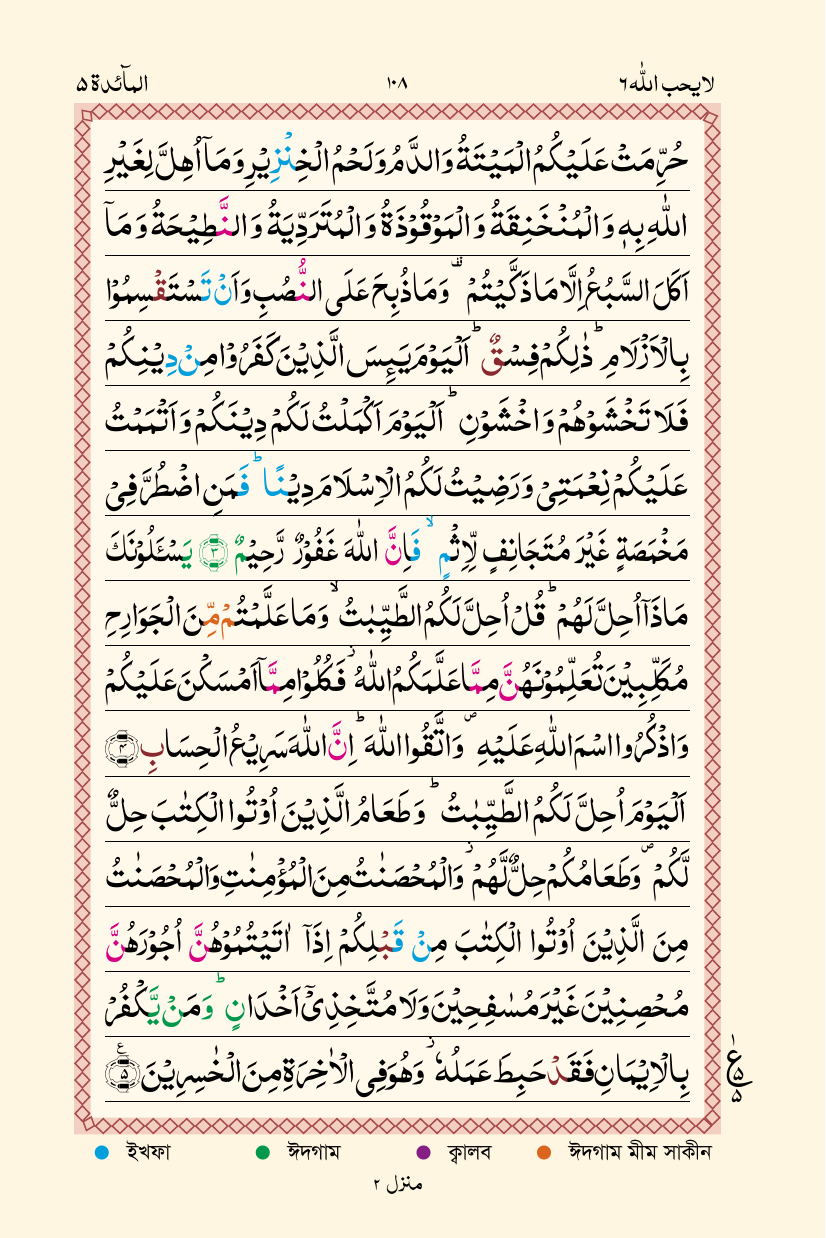 لا یحب اللہ ٦ ١٠٨ المآئدة ٥
حُرِّمَتْ عَلَیْكُمُ الْمَیْتَةُ وَالدَّمُ وَلَحْمُ الْخِنْزِیْرِ وَمَاۤ اُهِلَّ لِغَیْرِ
اللّٰهِ بِهٖ وَالْمُنْخَنِقَةُ وَالْمَوْقُوْذَةُ وَالْمُتَرَدِّیَةُ وَالنَّطِیْحَةُ وَمَاۤ
اَكَلَ السَّبُعُ اِلَّا مَا ذَكَّیْتُمْ ۫ وَمَا ذُبِحَ عَلَی النُّصُبِ وَاَنْ تَسْتَقْسِمُوْا
بِالْاَزْلَامِ ؕ ذٰلِكُمْ فِسْقٌ ؕ اَلْیَوْمَ یَىِٕسَ الَّذِیْنَ كَفَرُوْا مِنْ دِیْنِكُمْ
فَلَا تَخْشَوْهُمْ وَاخْشَوْنِ ؕ اَلْیَوْمَ اَكْمَلْتُ لَكُمْ دِیْنَكُمْ وَاَتْمَمْتُ
عَلَیْكُمْ نِعْمَتِیْ وَرَضِیْتُ لَكُمُ الْاِسْلَامَ دِیْنًا ؕ فَمَنِ اضْطُرَّ فِیْ
مَخْمَصَةٍ غَیْرَ مُتَجَانِفٍ لِّاِثْمٍ ۙ فَاِنَّ اللّٰهَ غَفُوْرٌ رَّحِیْمٌ ﴿٣﴾ یَسْـَٔلُوْنَكَ
مَاذَاۤ اُحِلَّ لَهُمْ ؕ قُلْ اُحِلَّ لَكُمُ الطَّیِّبٰتُ ۙ وَمَا عَلَّمْتُمْ مِّنَ الْجَوَارِحِ
مُكَلِّبِیْنَ تُعَلِّمُوْنَهُنَّ مِمَّا عَلَّمَكُمُ اللّٰهُ ؗ فَكُلُوْا مِمَّاۤ اَمْسَكْنَ عَلَیْكُمْ
وَاذْكُرُوا اسْمَ اللّٰهِ عَلَیْهِ ۪ وَاتَّقُوا اللّٰهَ ؕ اِنَّ اللّٰهَ سَرِیْعُ الْحِسَابِ ﴿٤﴾
اَلْیَوْمَ اُحِلَّ لَكُمُ الطَّیِّبٰتُ ؕ وَطَعَامُ الَّذِیْنَ اُوْتُوا الْكِتٰبَ حِلٌّ
لَّكُمْ ۪ وَطَعَامُكُمْ حِلٌّ لَّهُمْ ؗ وَالْمُحْصَنٰتُ مِنَ الْمُؤْمِنٰتِ وَالْمُحْصَنٰتُ
مِنَ الَّذِیْنَ اُوْتُوا الْكِتٰبَ مِنْ قَبْلِكُمْ اِذَاۤ اٰتَیْتُمُوْهُنَّ اُجُوْرَهُنَّ
مُحْصِنِیْنَ غَیْرَ مُسٰفِحِیْنَ وَلَا مُتَّخِذِیْۤ اَخْدَانٍ ؕ وَمَنْ یَّكْفُرْ
بِالْاِیْمَانِ فَقَدْ حَبِطَ عَمَلُهٗ ؗ وَهُوَ فِی الْاٰخِرَةِ مِنَ الْخٰسِرِیْنَ ﴿٥﴾
ع ٥ ٥
ইখফা ঈদগাম ক্বালব ঈদগাম মীম সাকীন
منزل ٢